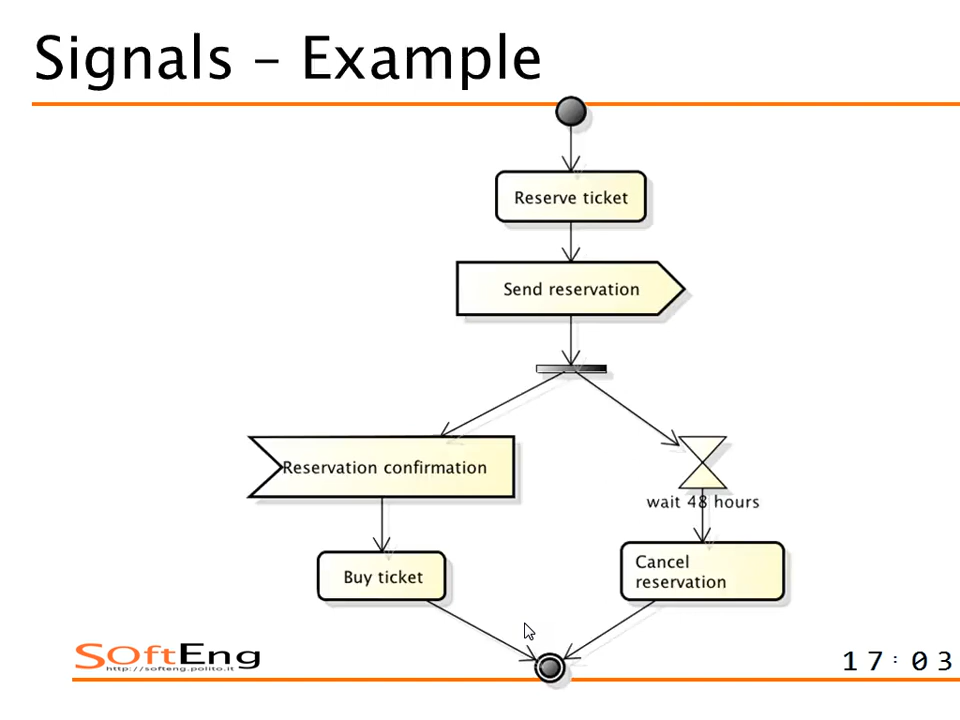 Signals – Example
Reserve ticket
Send reservation
Reservation confirmation
wait 48 hours
Buy ticket
Cancel
reservation
SOftEng
http://softeng.polito.it
17:03